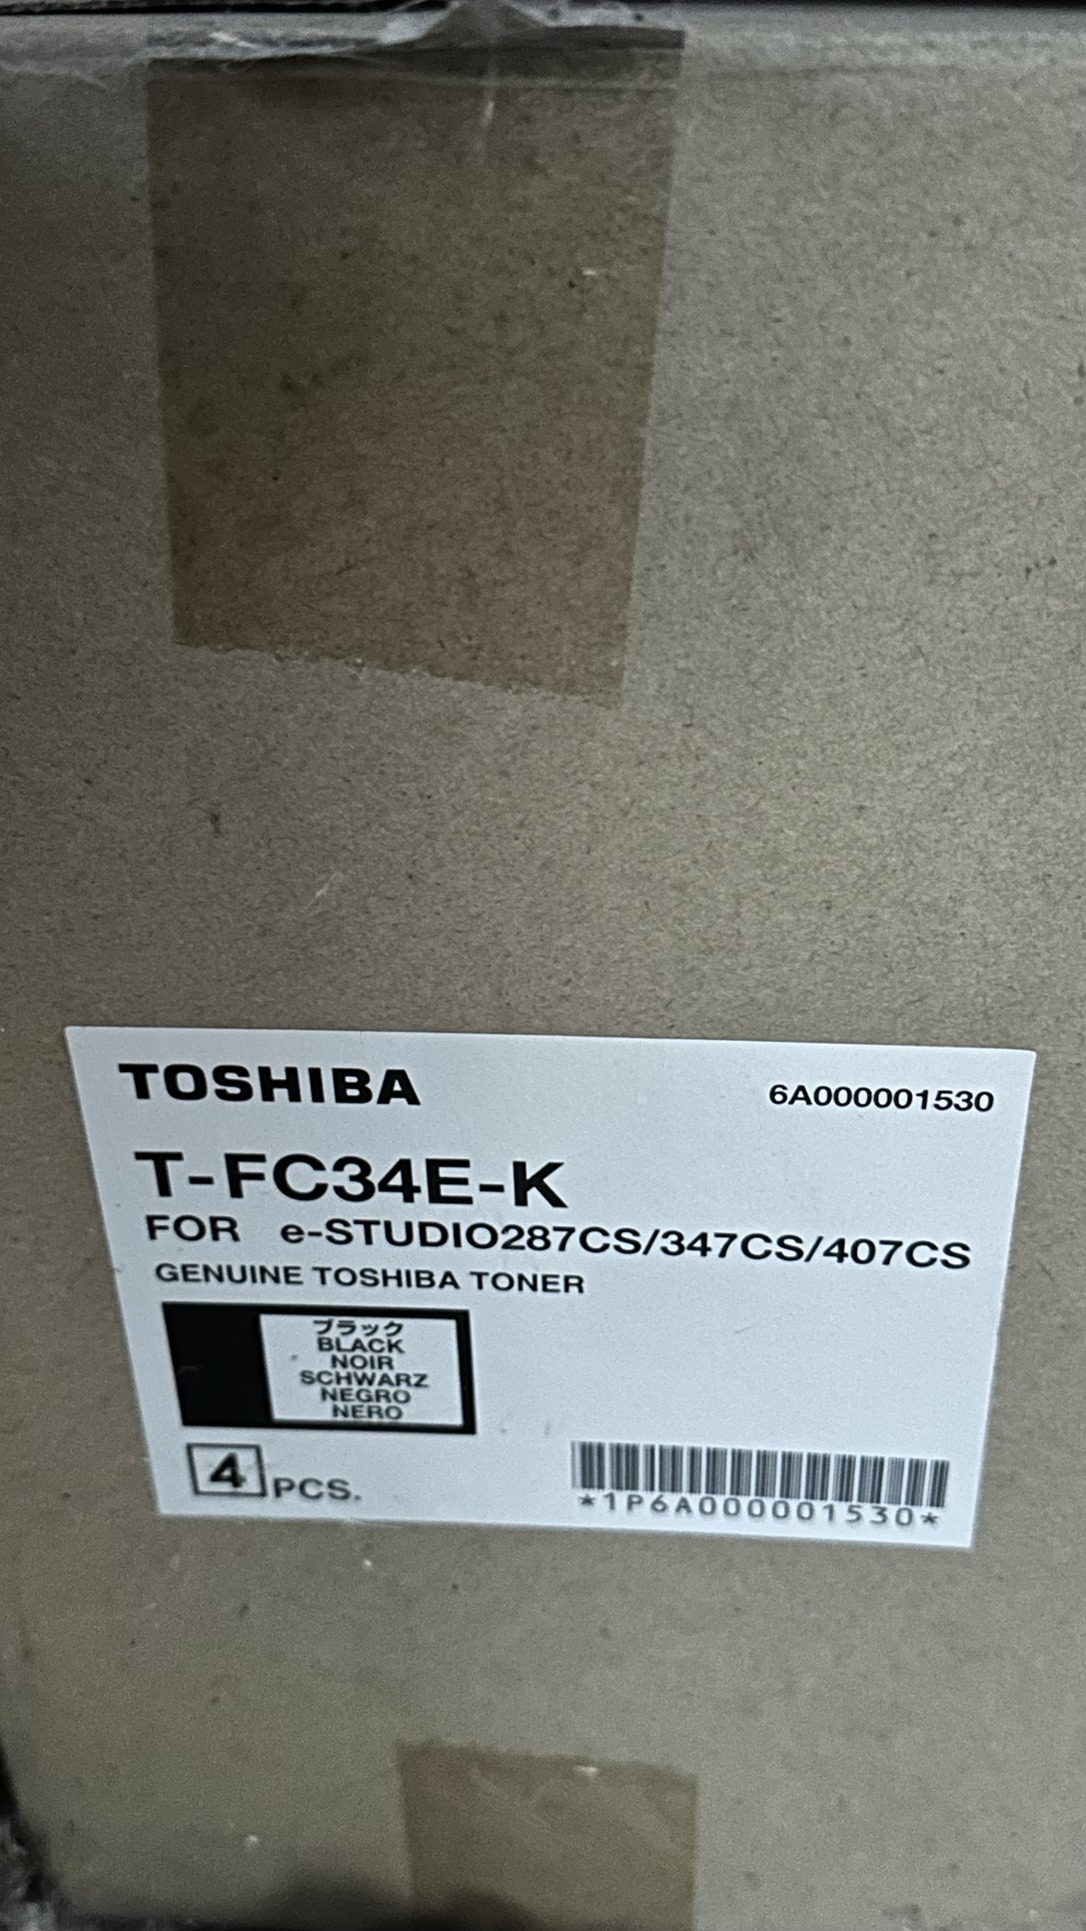 TOSHIBA 6A000001530
T-FC34E-K
FOR e-STUDIO287CS/347CS/407CS
GENUINE TOSHIBA TONER
ブラック
BLACK
NOIR
SCHWARZ
NEGRO
NERO
4 PCS.
*1P6A000001530*